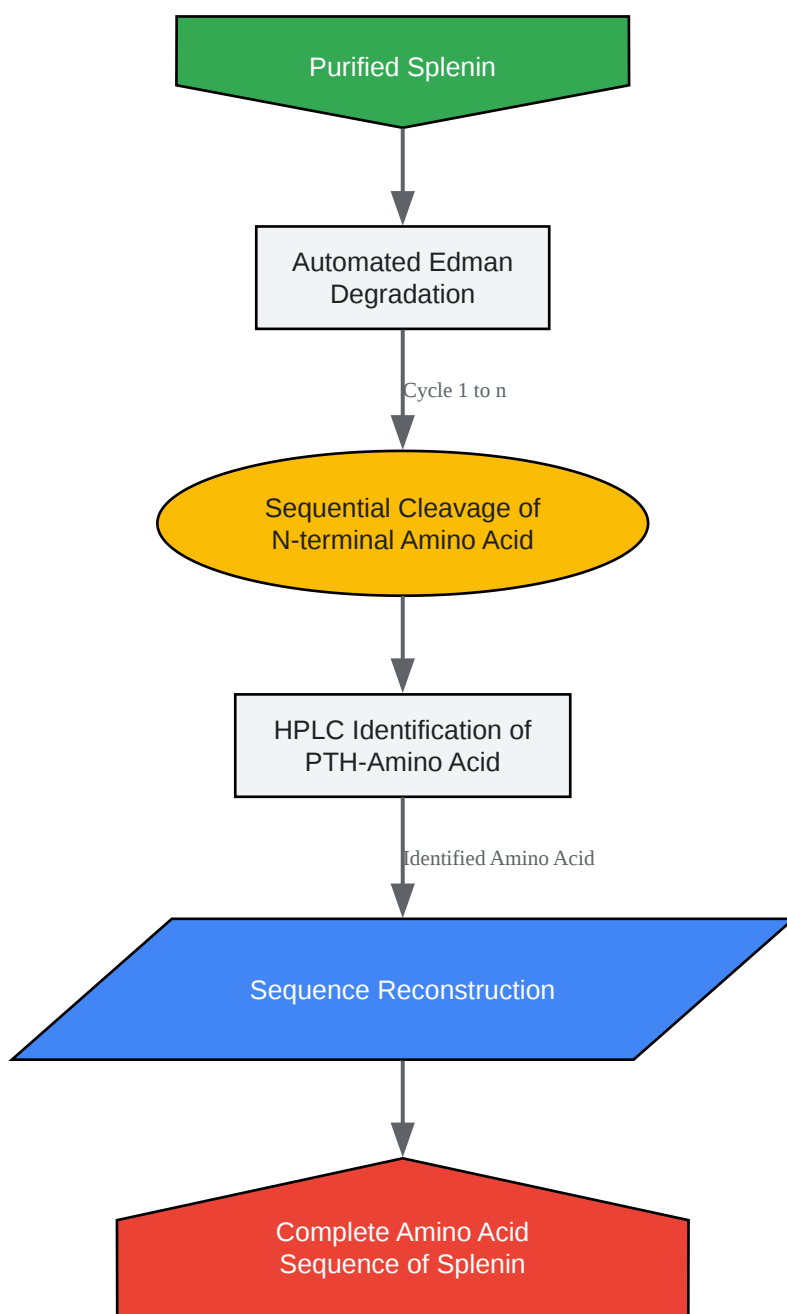 Purified Splenin
Automated Edman
Degradation
Cycle 1 to n
Sequential Cleavage of
N-terminal Amino Acid
HPLC Identification of
PTH-Amino Acid
Identified Amino Acid
Sequence Reconstruction
Complete Amino Acid
Sequence of Splenin